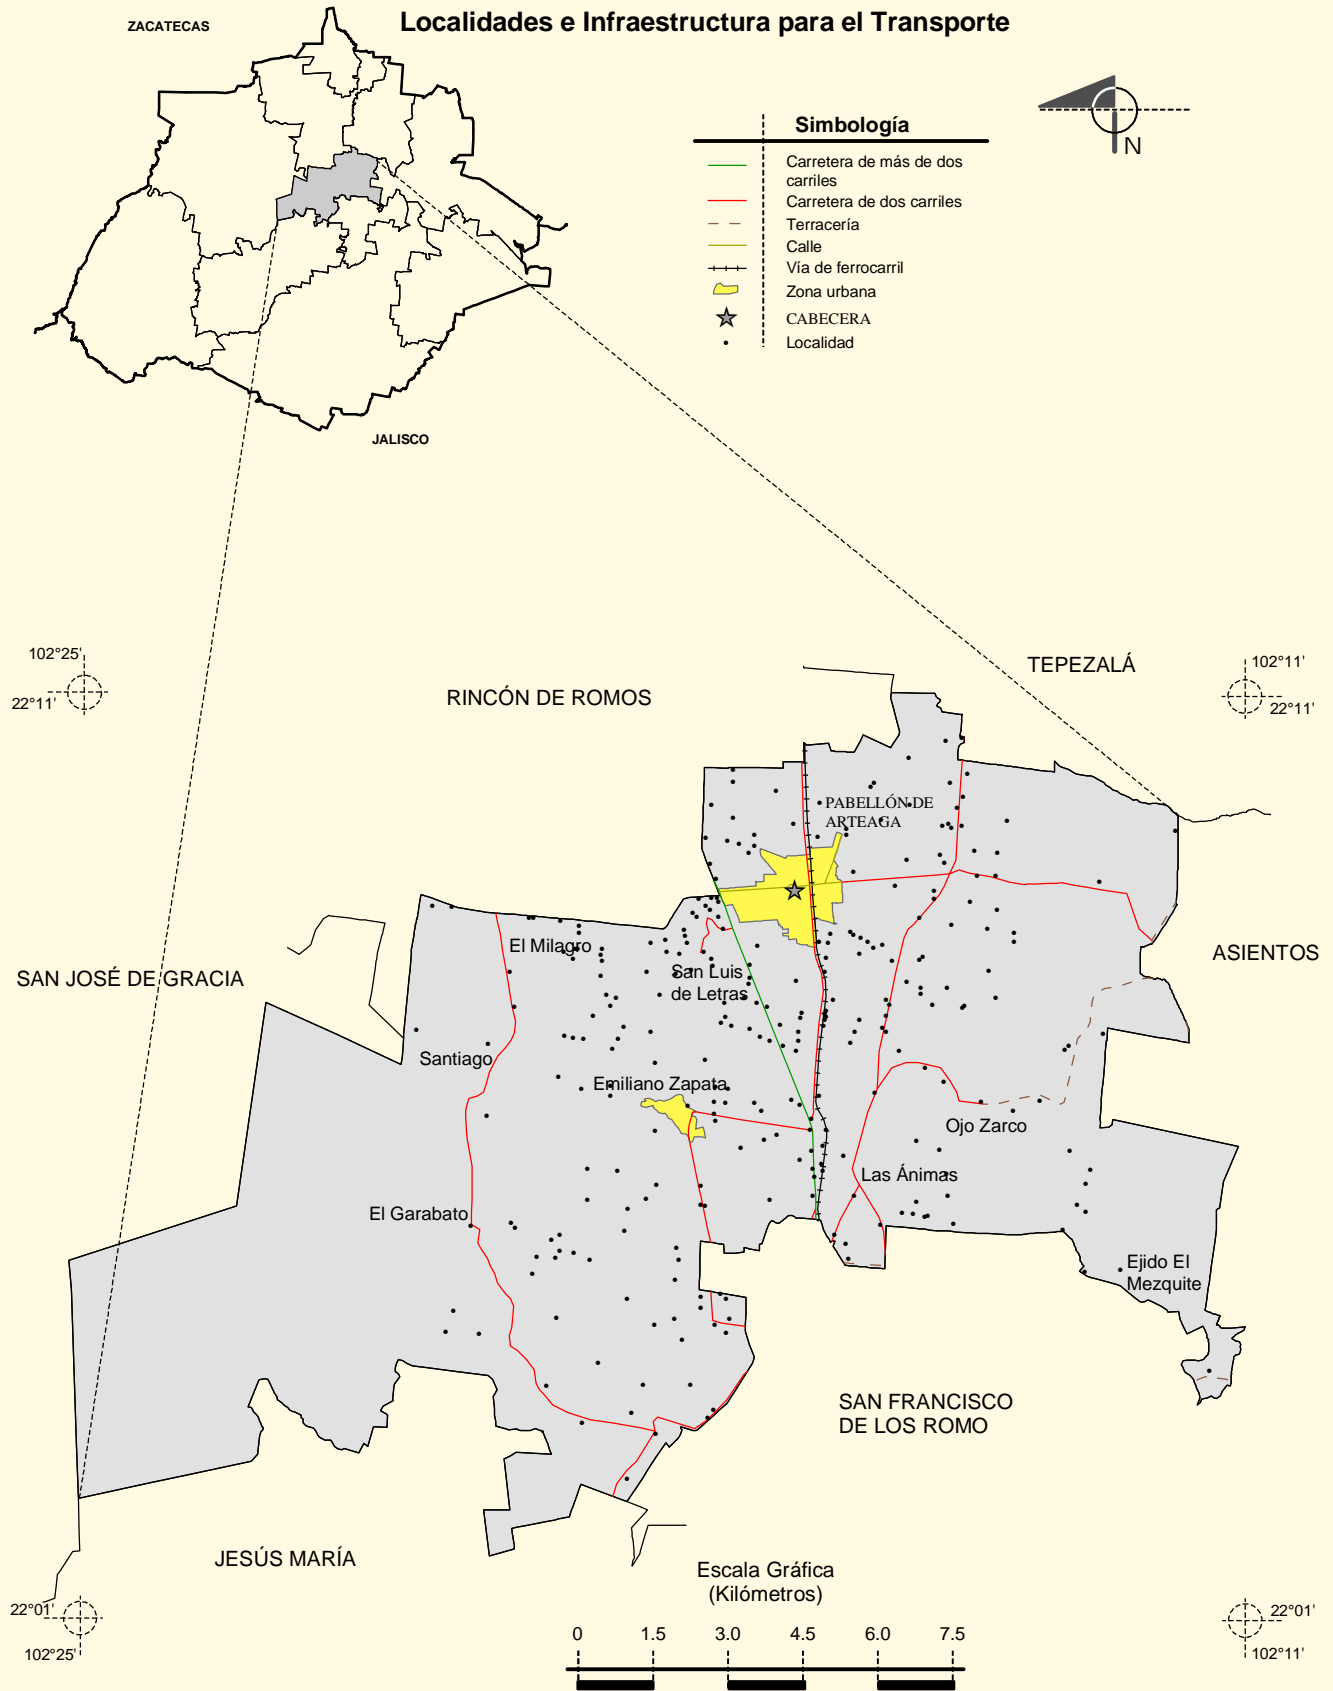 Localidades e Infraestructura para el Transporte
ZACATECAS
JALISCO
N
Simbología
Carretera de más de dos
carriles
Carretera de dos carriles
Terracería
Calle
Vía de ferrocarril
Zona urbana
CABECERA
Localidad
102°25'
22°11'
102°11'
22°11'
TEPEZALÁ
RINCÓN DE ROMOS
PABELLÓN DE
ARTEAGA
ASIENTOS
SAN JOSÉ DE GRACIA
El Milagro
San Luis
de Letras
Santiago
Emiliano Zapata
Ojo Zarco
Las Ánimas
El Garabato
Ejido El
Mezquite
SAN FRANCISCO
DE LOS ROMO
JESÚS MARÍA
Escala Gráfica
(Kilómetros)
0 1.5 3.0 4.5 6.0 7.5
22°01'
102°25'
22°01'
102°11'